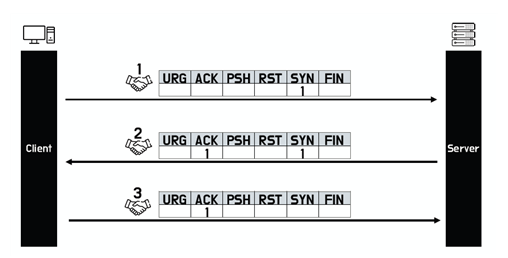 1
URG ACK PSH RST SYN FIN
1
2
URG ACK PSH RST SYN FIN
1 1
Client
Server
3
URG ACK PSH RST SYN FIN
1